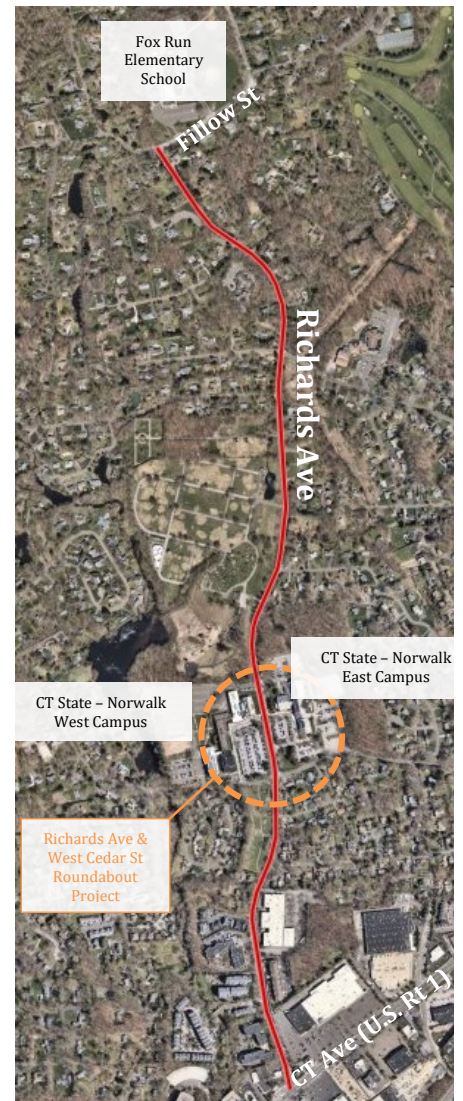 Fox Run
Elementary
School
Fillow St
Richards Ave
CT State – Norwalk
East Campus
CT State – Norwalk
West Campus
Richards Ave &
West Cedar St
Roundabout
Project
CT Ave (U.S. Rt 1)